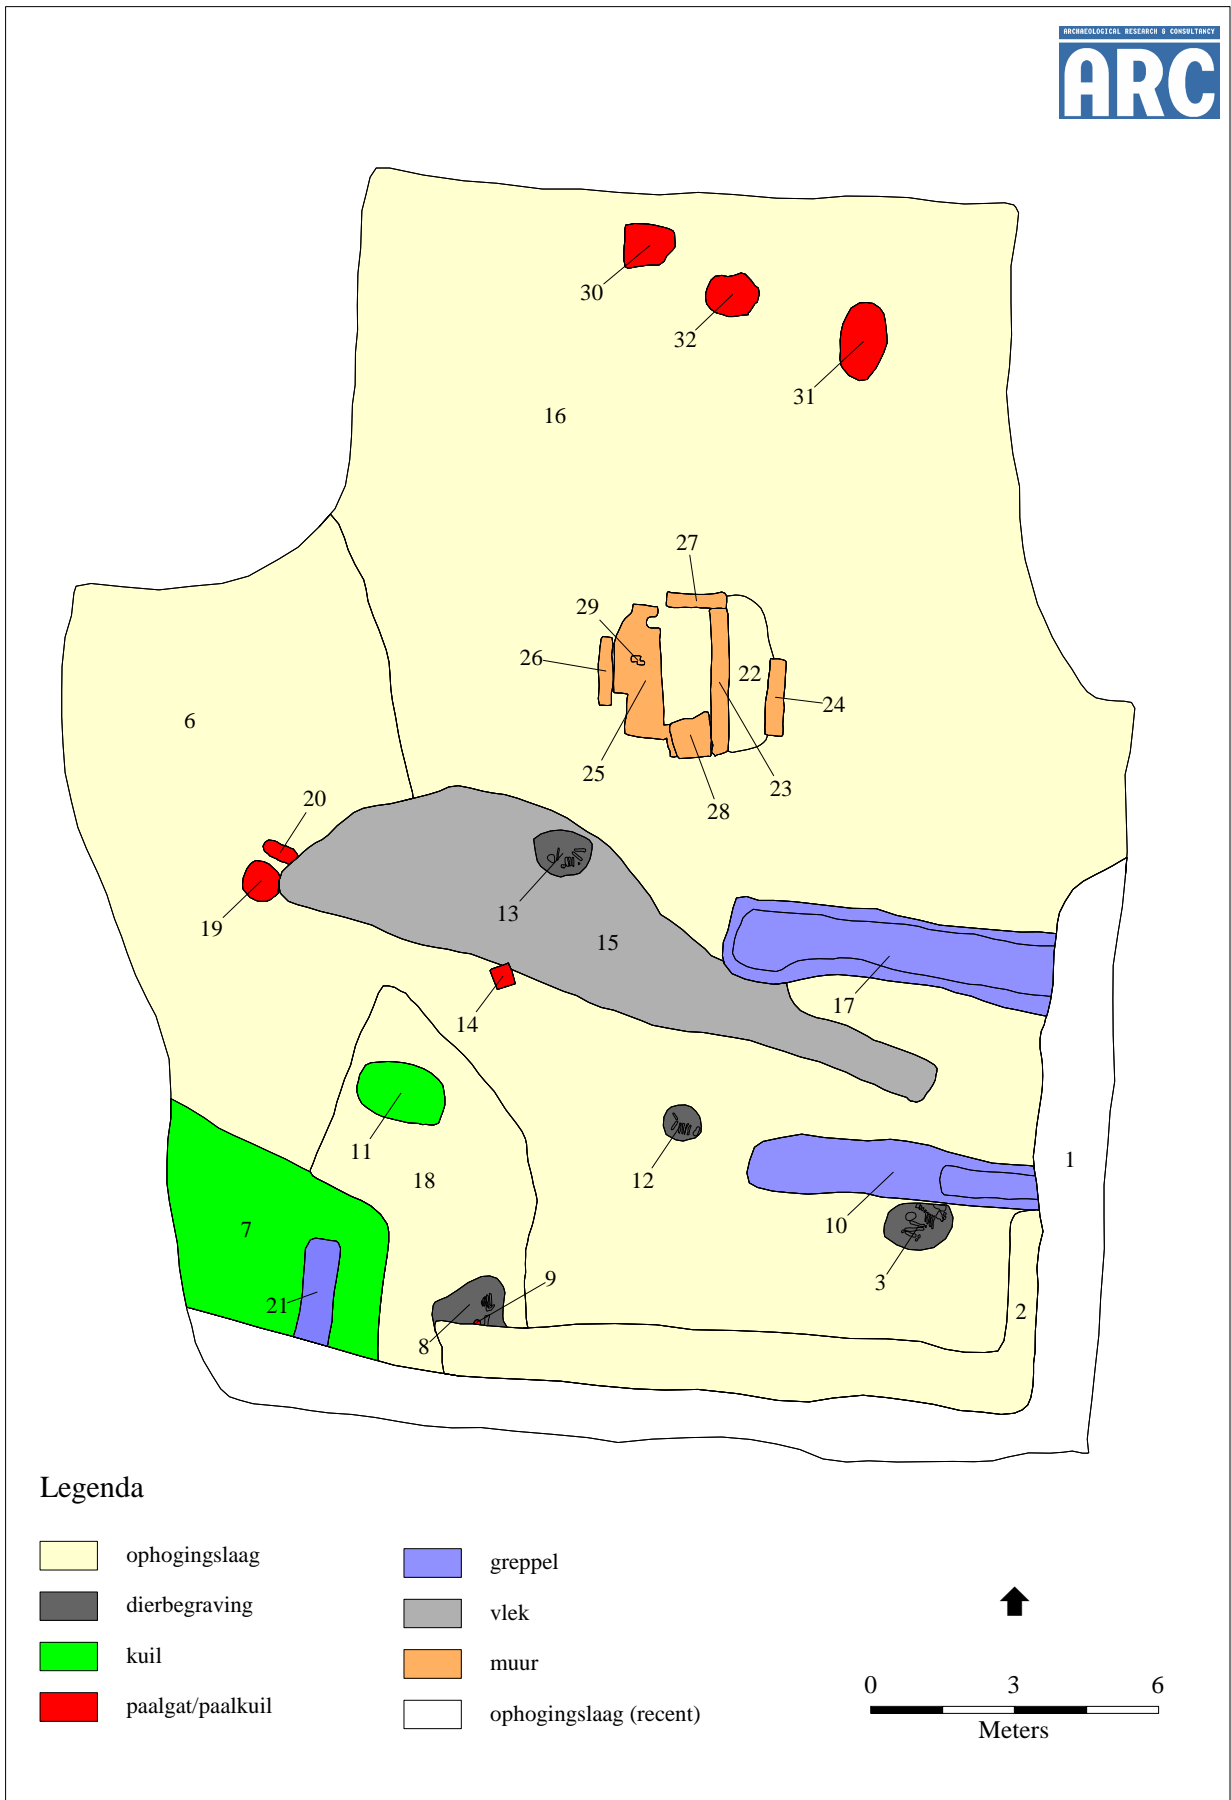 ARCHAEOLOGICAL RESEARCH & CONSULTANCY
ARC
30
32
31
16
27
29
26
22
24
6
25
23
28
20
13
19
15
14
17
11
12
1
18
10
7
9
3
21
2
8
Legenda
ophogingslaag
dierbegraving
kuil
paalgat/paalkuil
greppel
vlek
muur
ophogingslaag (recent)
0 3 6
Meters